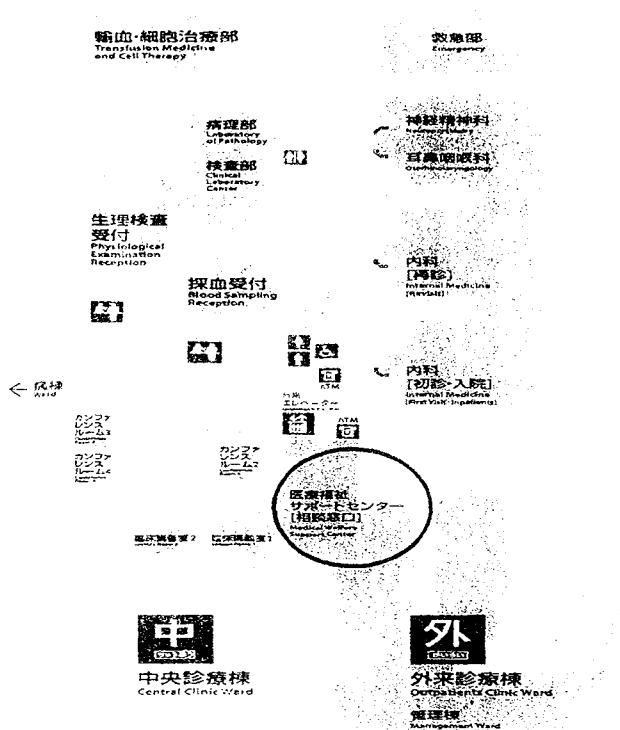 輸血・細胞治療部
Transfusion Medicine
and Cell Therapy
救急部
Emergency
病理部
Laboratory
of Pathology
神経精神科
Neuropsychiatry
検査部
Clinical
Laboratory
Center
耳鼻咽喉科
Otorhinolaryngology
生理検査
受付
Physiological
Examination
Reception
採血受付
Blood Sampling
Reception
内科
[再診]
Internal Medicine
[Revisit]
ATM
← 病棟
Ward
内科
[初診・入院]
Internal Medicine
[First Visit・Inpatients]
エレベーター
ATM
カンファ
レンス
ルーム3
カンファ
レンス
カンファ
レンス
ルーム2
医療福祉
サポートセンター
[相談窓口]
Medical Welfare
Support Center
中
中央診療棟
Central Clinic Ward
外
外来診療棟
Outpatients Clinic Ward
管理棟
Management Ward